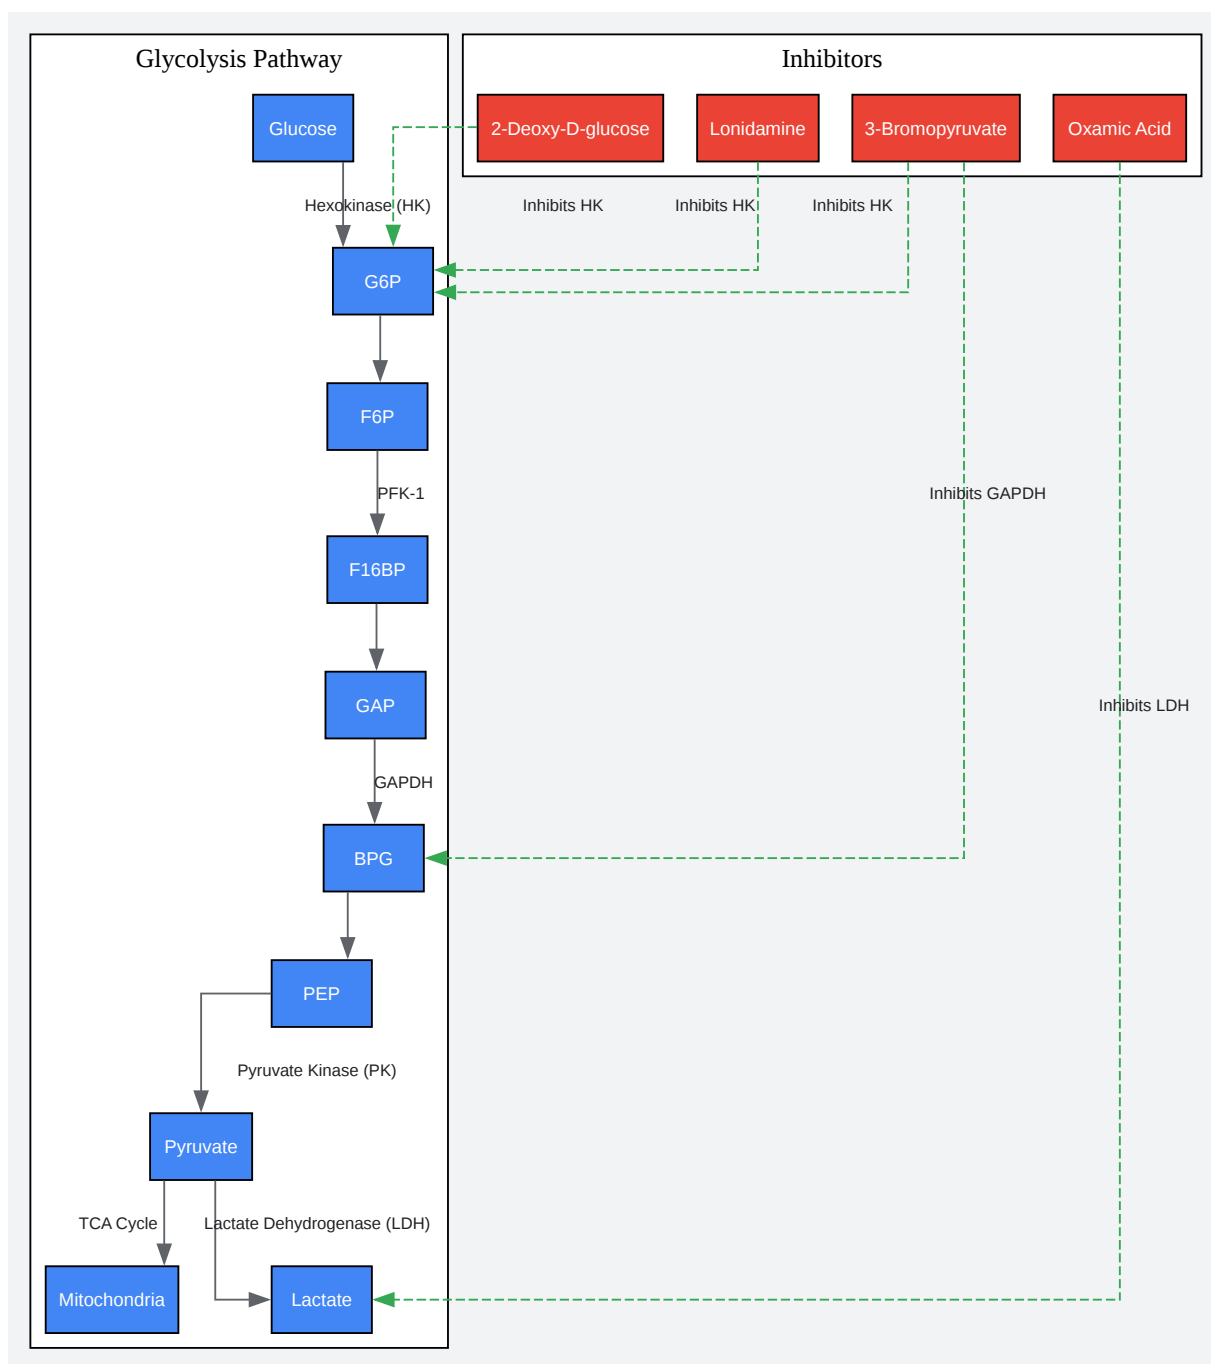 Glycolysis Pathway
Inhibitors
Glucose
2-Deoxy-D-glucose
Lonidamine
3-Bromopyruvate
Oxamic Acid
Hexokinase (HK)
Inhibits HK
Inhibits HK
Inhibits HK
G6P
F6P
PFK-1
Inhibits GAPDH
F16BP
GAP
Inhibits LDH
GAPDH
BPG
PEP
Pyruvate Kinase (PK)
Pyruvate
TCA Cycle
Lactate Dehydrogenase (LDH)
Mitochondria
Lactate